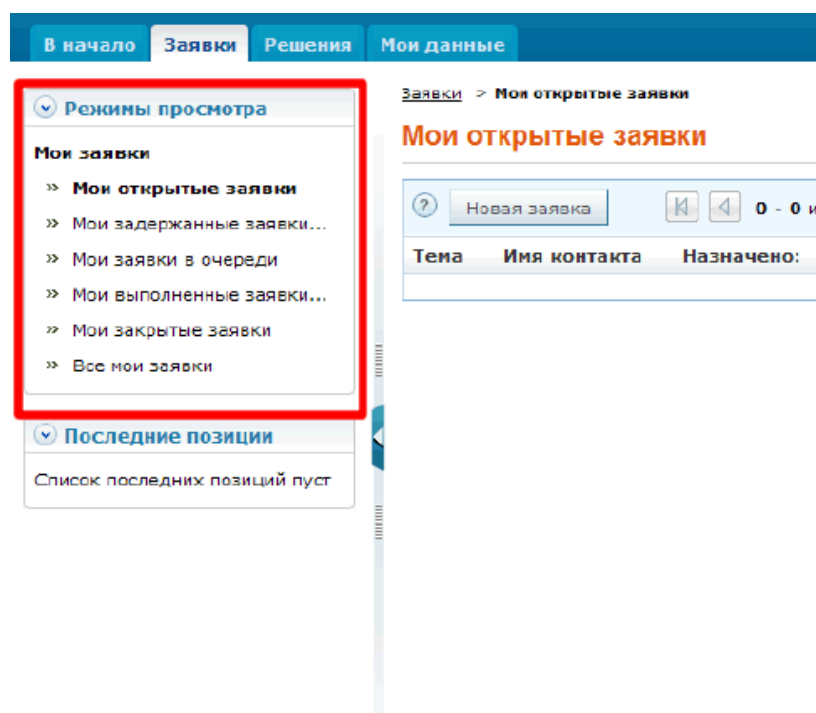 В начало Заявки Решения Мои данные
Режимы просмотра
Мои заявки
» Мои открытые заявки
» Мои задержанные заявки...
» Мои заявки в очереди
» Мои выполненные заявки...
» Мои закрытые заявки
» Все мои заявки
Последние позиции
Список последних позиций пуст
Заявки > Мои открытые заявки
Мои открытые заявки
? Новая заявка 0 - 0 и
Тема Имя контакта Назначено: